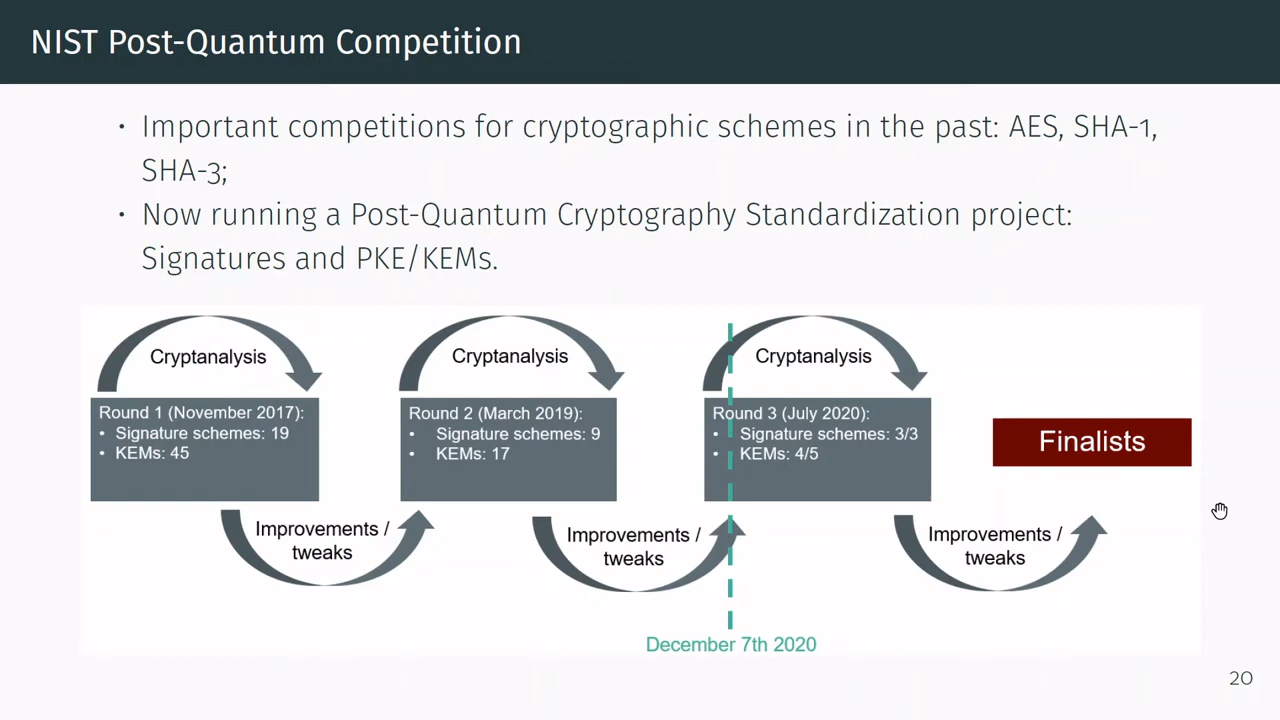 NIST Post-Quantum Competition
• Important competitions for cryptographic schemes in the past: AES, SHA-1,
SHA-3;
• Now running a Post-Quantum Cryptography Standardization project:
Signatures and PKE/KEMs.
Cryptanalysis
Cryptanalysis
Cryptanalysis
Round 1 (November 2017):
• Signature schemes: 19
• KEMs: 45
Round 2 (March 2019):
• Signature schemes: 9
• KEMs: 17
Round 3 (July 2020):
• Signature schemes: 3/3
• KEMs: 4/5
Finalists
Improvements /
tweaks
Improvements /
tweaks
Improvements /
tweaks
December 7th 2020
20